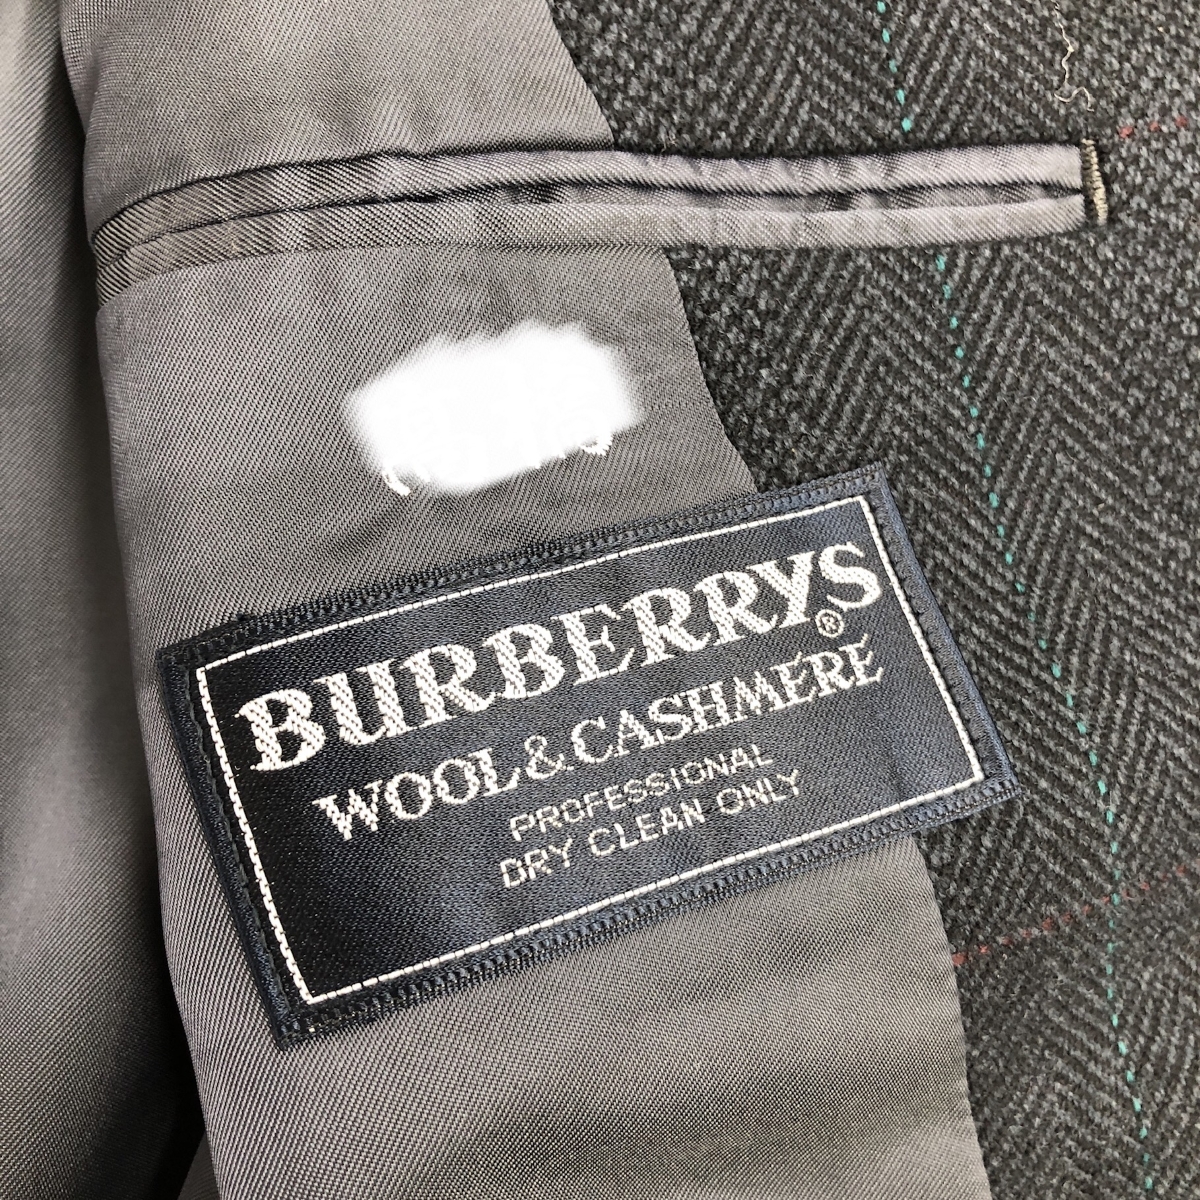 BURBERRYS®
WOOL&CASHMERE
PROFESSIONAL
DRY CLEAN ONLY